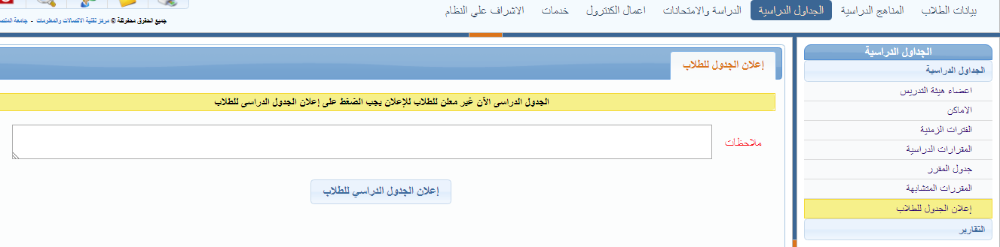 بيانات الطلاب
المناهج الدراسية
الجداول الدراسية
الدراسة والامتحانات
اعمال الكنترول
خدمات
الاشراف علي النظام
جميع الحقوق محفوظة © مركز تقنية الاتصالات والمعلومات - جامعة
الجداول الدراسية
الجداول الدراسية
اعضاء هيئة التدريس
الاماكن
الفترات الزمنية
المقرارات الدراسية
جدول المقرر
المقررات المتشابهة
إعلان الجدول للطلاب
التقارير
إعلان الجدول للطلاب
الجدول الدراسى الآن غير معلن للطلاب للإعلان يجب الضغط على إعلان الجدول الدراسى للطلاب
ملاحظات
إعلان الجدول الدراسي للطلاب